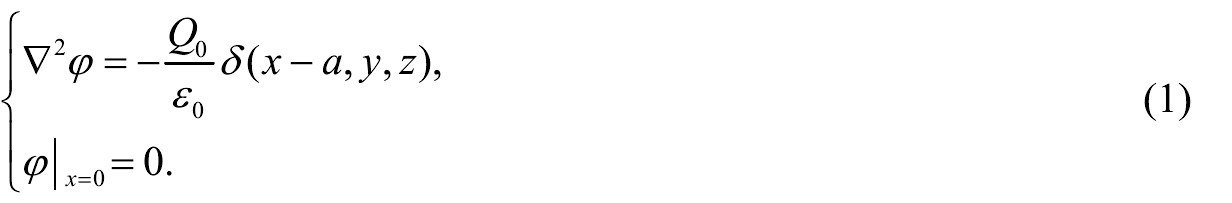 ∇²φ = −Q₀/ε₀ δ(x − a, y, z),
(1)
φ|ₓ₌₀ = 0.